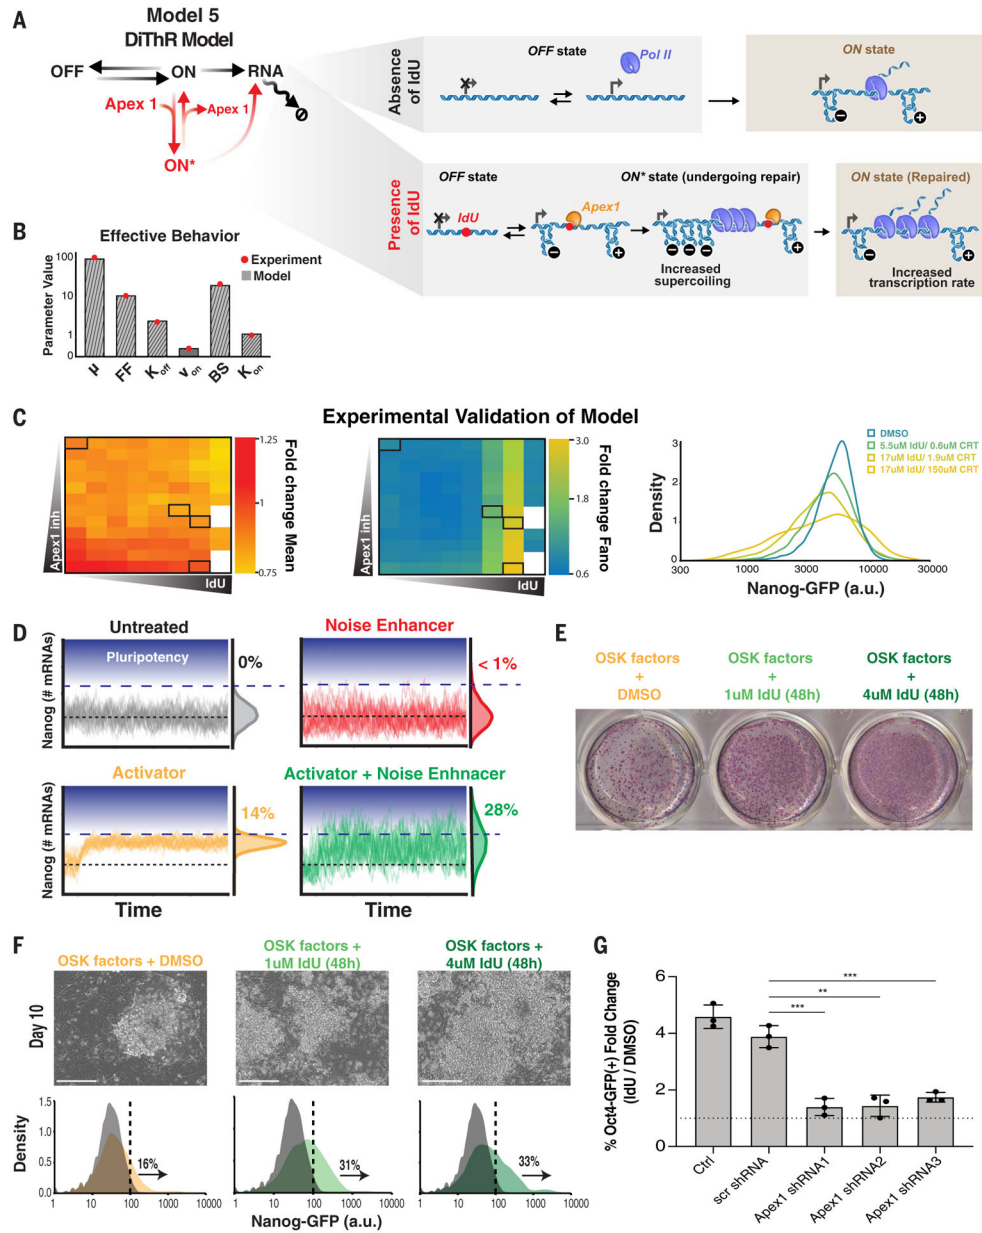 A
Model 5
DiThR Model
OFF
ON
RNA
Apex 1
Apex 1
ON*
Ø
Absence
of IdU
OFF state
Pol II
ON state
Presence
of IdU
OFF state
ON* state (undergoing repair)
ON state (Repaired)
IdU
Apex1
Increased
supercoiling
Increased
transcription rate
B
Effective Behavior
Experiment
Model
Parameter Value
100
10
1
0
μ
FF
K off
ν on
BS
K on
C
Experimental Validation of Model
Apex1 inh
IdU
1.25
1
0.75
Fold change Mean
Apex1 inh
IdU
3.0
1.8
0.6
Fold change Fano
DMSO
5.5uM IdU/ 0.6uM CRT
17uM IdU/ 1.9uM CRT
17uM IdU/ 150uM CRT
Density
3
2
1
0
300
1000
3000
10000
30000
Nanog-GFP (a.u.)
D
Untreated
Noise Enhancer
Pluripotency
0%
< 1%
Nanog (# mRNAs)
Activator
Activator + Noise Enhnacer
14%
28%
Nanog (# mRNAs)
Time
Time
E
OSK factors
+
DMSO
OSK factors
+
1uM IdU (48h)
OSK factors
+
4uM IdU (48h)
F
OSK factors + DMSO
OSK factors +
1uM IdU (48h)
OSK factors +
4uM IdU (48h)
Day 10
Density
1.5
1.0
0.5
0.0
16%
31%
33%
1 10 100 1000 10000
1 10 100 1000 10000
1 10 100 1000 10000
Nanog-GFP (a.u.)
G
% Oct4-GFP(+) Fold Change
(IdU / DMSO)
6
4
2
0
***
**
***
Ctrl
scr shRNA
Apex1 shRNA1
Apex1 shRNA2
Apex1 shRNA3